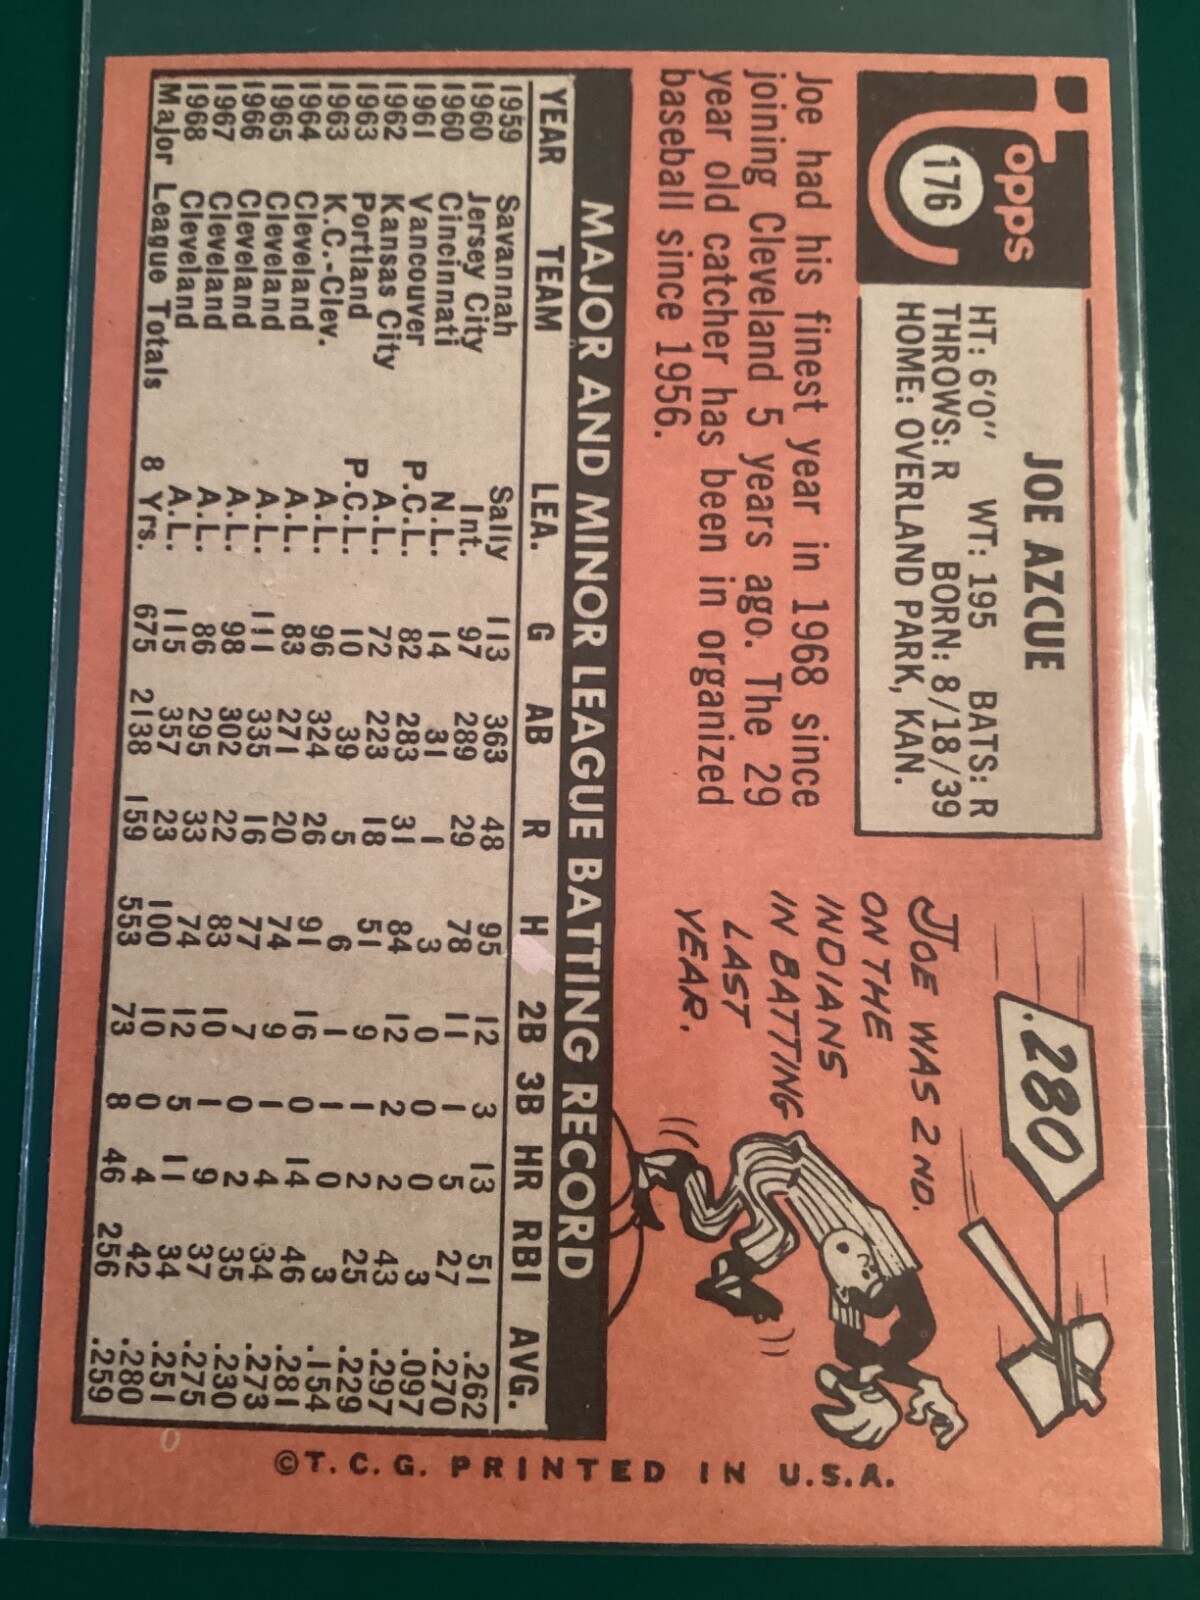 topps
176
JOE AZCUE
HT: 6'0" WT: 195 BATS: R
THROWS: R BORN: 8/18/39
HOME: OVERLAND PARK, KAN.
Joe had his finest year in 1968 since
joining Cleveland 5 years ago. The 29
year old catcher has been in organized
baseball since 1956.
.280
JOE WAS 2ND.
ON THE
INDIANS
IN BATTING
LAST
YEAR.
MAJOR AND MINOR LEAGUE BATTING RECORD
YEAR TEAM LEA. G AB R H 2B 3B HR RBI AVG.
1959 Savannah Sally 113 363 48 95 12 3 13 51 .262
1960 Jersey City Int. 97 289 29 78 11 1 5 27 .270
1960 Cincinnati N.L. 14 31 1 3 0 0 0 3 .097
1961 Vancouver P.C.L. 82 283 31 84 12 2 2 43 .297
1962 Kansas City A.L. 72 223 18 51 9 1 2 25 .229
1963 Portland P.C.L. 10 39 5 6 1 1 0 3 .154
1963 K.C.-Clev. A.L. 96 324 26 91 16 0 14 46 .281
1964 Cleveland A.L. 83 271 20 74 9 1 4 34 .273
1965 Cleveland A.L. 111 335 16 77 7 0 2 35 .230
1966 Cleveland A.L. 98 302 22 83 10 1 9 37 .275
1967 Cleveland A.L. 86 295 33 74 12 5 11 34 .251
1968 Cleveland A.L. 115 357 23 100 10 0 4 42 .280
Major League Totals 8 Yrs. 675 2138 159 553 73 8 46 256 .259
©T.C.G. PRINTED IN U.S.A.